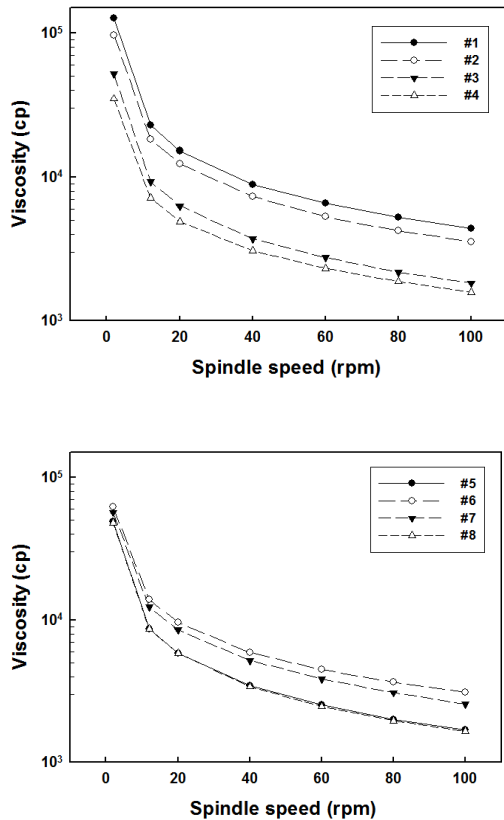 10⁵
10⁴
10³
Viscosity (cp)
#1
#2
#3
#4
0 20 40 60 80 100
Spindle speed (rpm)
10⁵
10⁴
10³
Viscosity (cp)
#5
#6
#7
#8
0 20 40 60 80 100
Spindle speed (rpm)